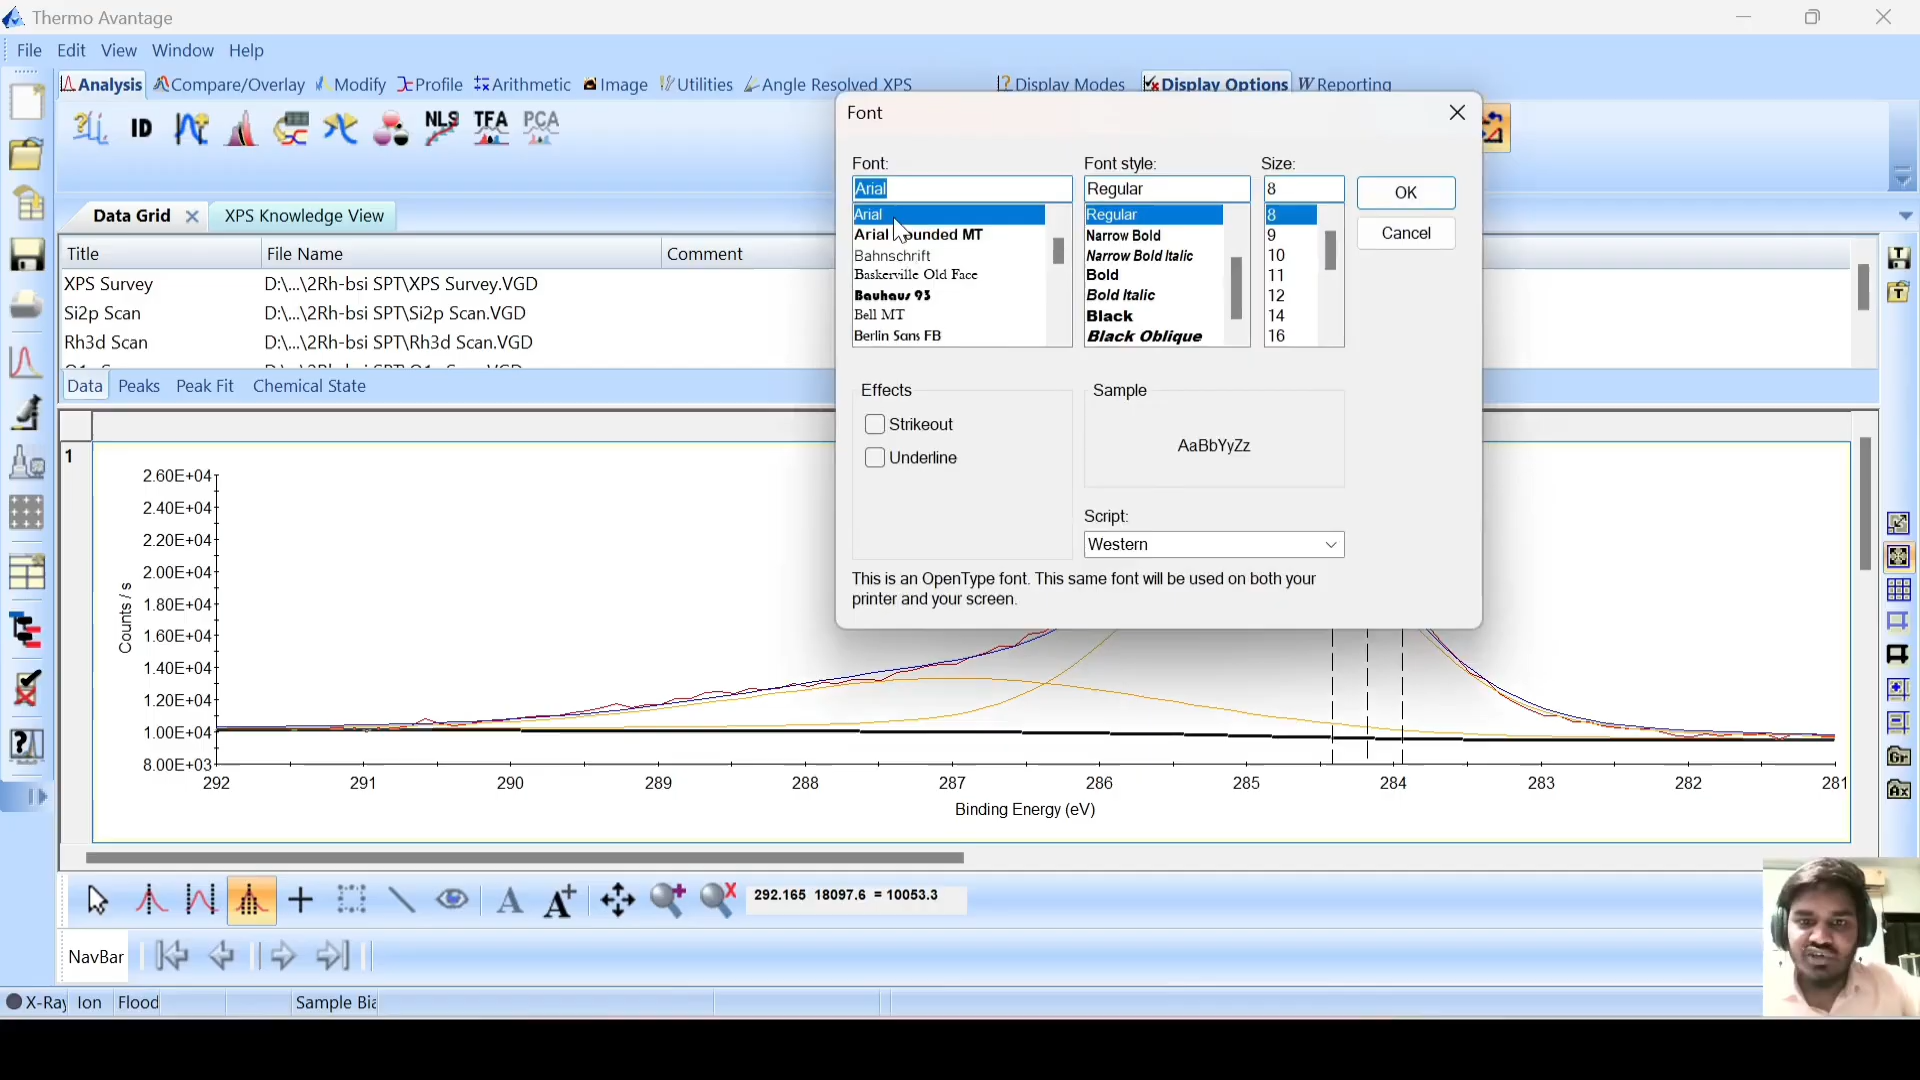 Thermo Avantage
File Edit View Window Help
Analysis Compare/Overlay Modify Profile Arithmetic Image Utilities Angle Resolved XPS Display Modes Display Options Reporting
ID NLS TFA PCA
Data Grid XPS Knowledge View
Title File Name Comment
XPS Survey D:\...\2Rh-bsi SPT\XPS Survey.VGD
Si2p Scan D:\...\2Rh-bsi SPT\Si2p Scan.VGD
Rh3d Scan D:\...\2Rh-bsi SPT\Rh3d Scan.VGD
Data Peaks Peak Fit Chemical State
Font
Font: Font style: Size:
Arial Regular 8
OK
Cancel
Arial Regular 8
Arial MT Narrow Bold 9
Bahnschrift Narrow Bold Italic 10
Baskerville Old Face Bold 11
Bauhaus 93 Bold Italic 12
Bell MT Black 14
Berlin Sans FB Black Oblique 16
Effects Sample
Strikeout
AaBbYyZz
Underline
Script:
Western
This is an OpenType font. This same font will be used on both your
printer and your screen.
1
2.60E+04
2.40E+04
2.20E+04
2.00E+04
1.80E+04
1.60E+04
1.40E+04
1.20E+04
1.00E+04
8.00E+03
Counts / s
292 291 290 289 288 287 286 285 284 283 282 281
Binding Energy (eV)
Gr
Ax
292.165 18097.6 = 10053.3
NavBar
X-Ray Ion Flood Sample Bia